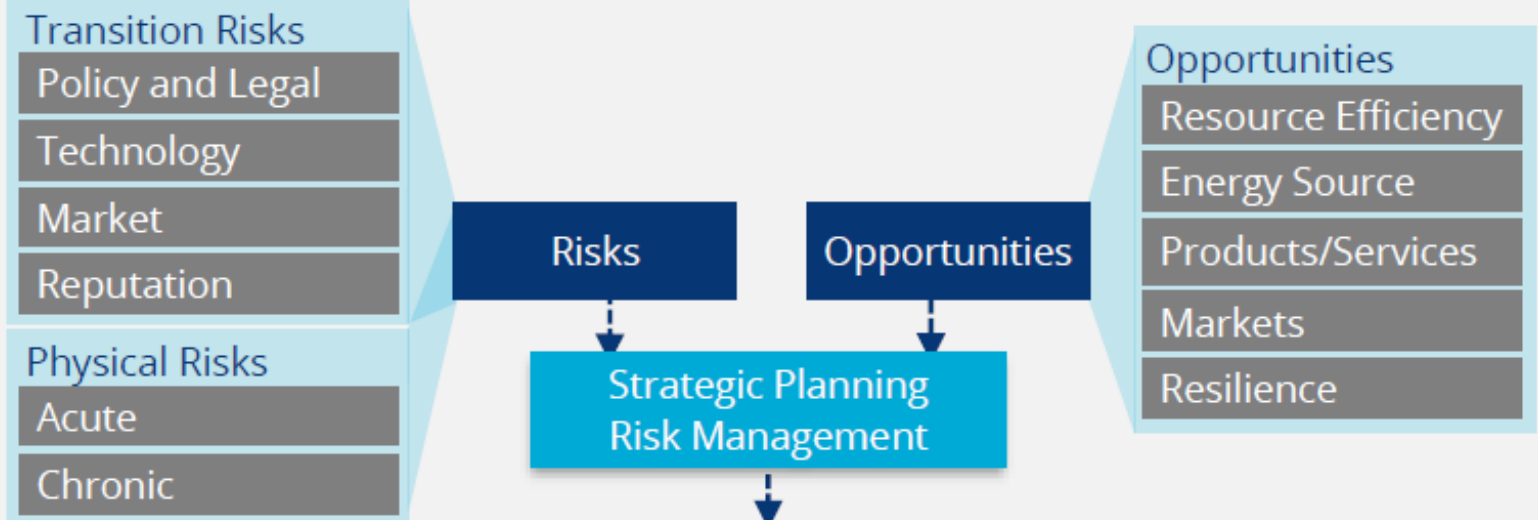 Transition Risks
Policy and Legal
Technology
Market
Reputation
Physical Risks
Acute
Chronic
Risks
Opportunities
Strategic Planning
Risk Management
Opportunities
Resource Efficiency
Energy Source
Products/Services
Markets
Resilience